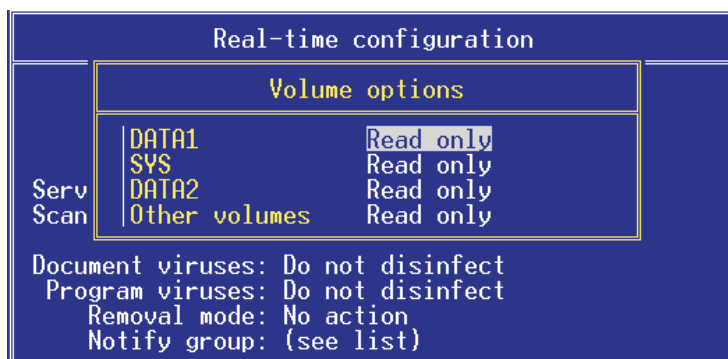 Real-time configuration
Volume options
DATA1 Read only
SYS Read only
Serv DATA2 Read only
Scan Other volumes Read only
Document viruses: Do not disinfect
Program viruses: Do not disinfect
Removal mode: No action
Notify group: (see list)